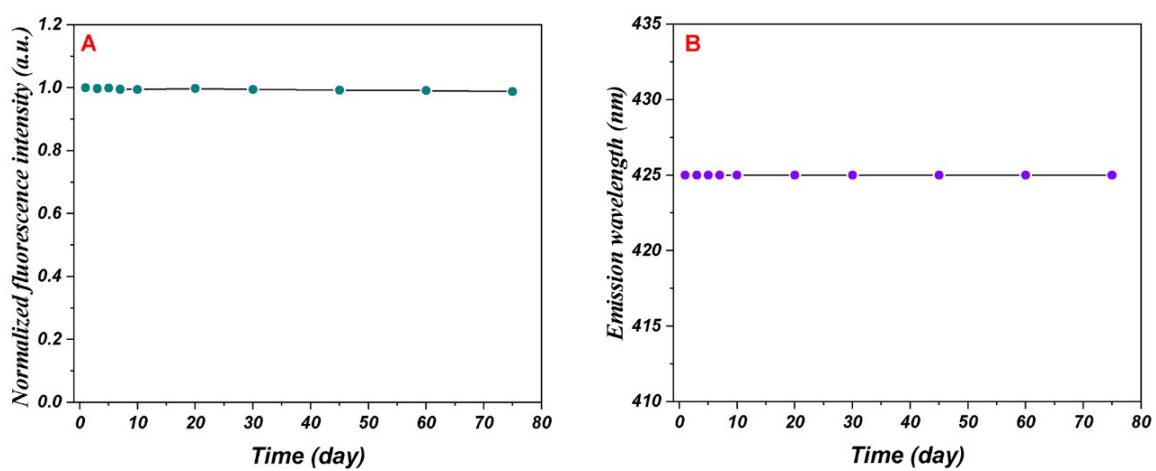 A
Normalized fluorescence intensity (a.u.)
1.2
1.0
0.8
0.6
0.4
0.2
0.0
0 10 20 30 40 50 60 70 80
Time (day)
B
Emission wavelength (nm)
435
430
425
420
415
410
0 10 20 30 40 50 60 70 80
Time (day)